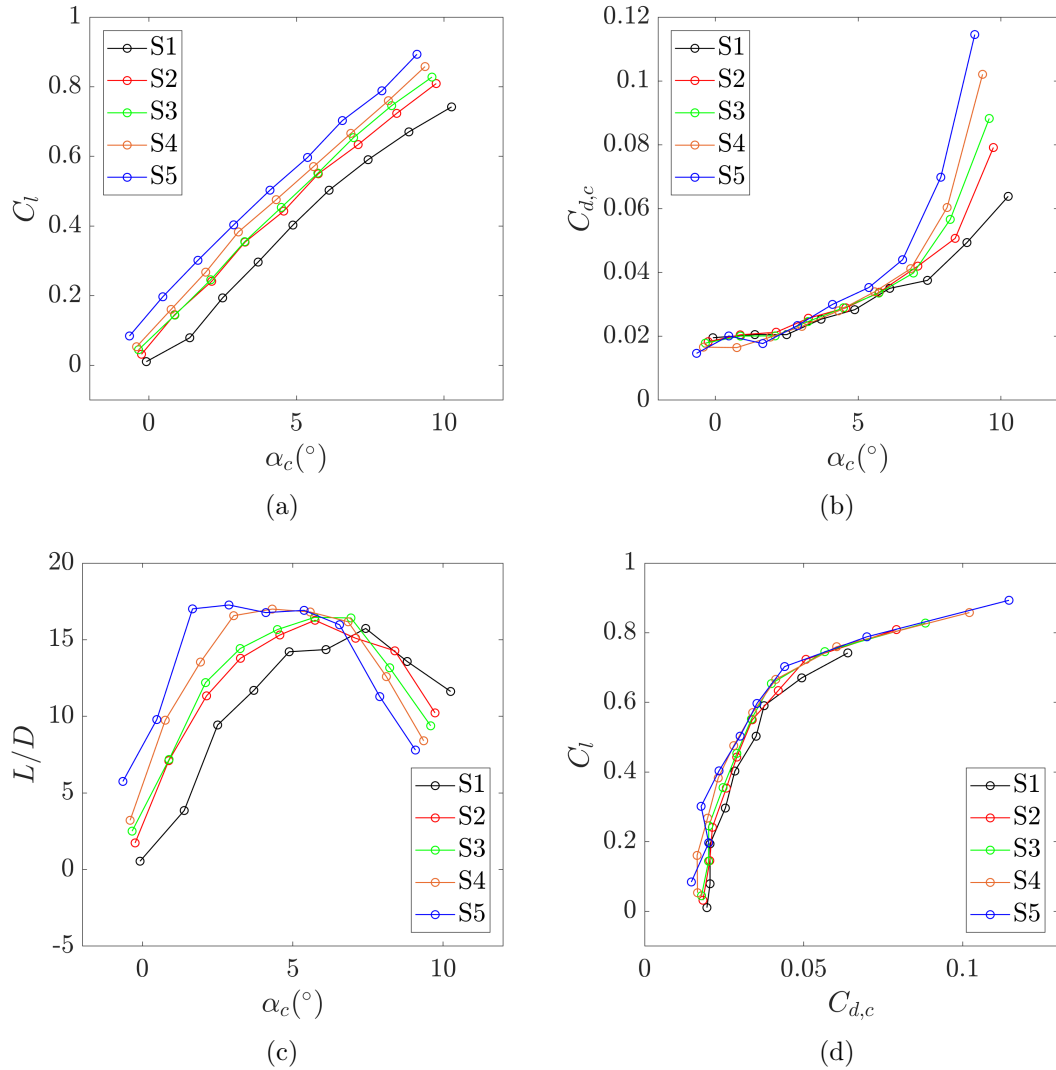 1
0.8
0.6
0.4
0.2
0
C_l
S1
S2
S3
S4
S5
0 5 10
α_c(°)
(a)
0.12
0.1
0.08
0.06
0.04
0.02
0
C_{d,c}
S1
S2
S3
S4
S5
0 5 10
α_c(°)
(b)
20
15
10
5
0
-5
L/D
S1
S2
S3
S4
S5
0 5 10
α_c(°)
(c)
1
0.8
0.6
0.4
0.2
0
C_l
S1
S2
S3
S4
S5
0 0.05 0.1
C_{d,c}
(d)